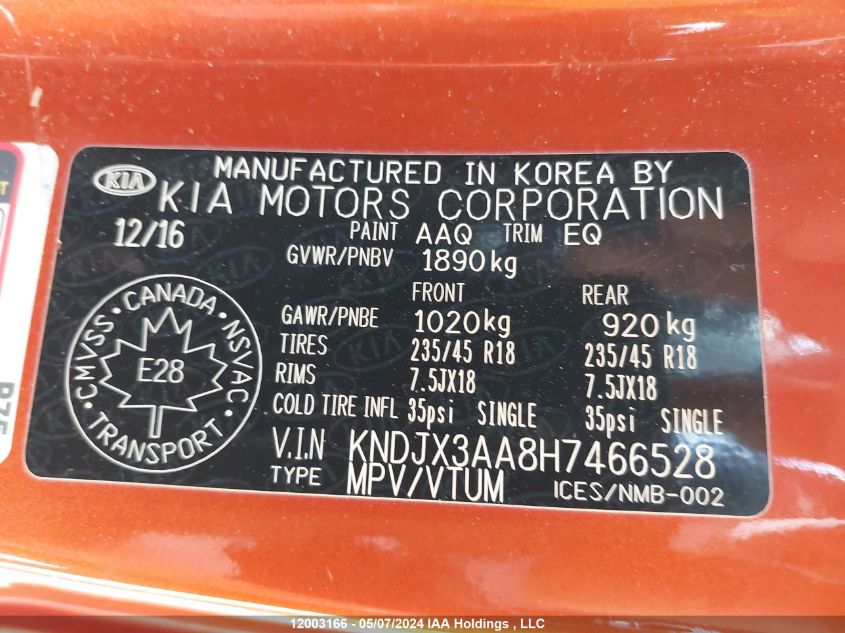 MANUFACTURED IN KOREA BY
KIA
KIA MOTORS CORPORATION
12/16
PAINT AAQ TRIM EQ
GVWR/PNBV 1890kg
FRONT REAR
GAWR/PNBE 1020kg 920kg
TIRES 235/45 R18 235/45 R18
RIMS 7.5JX18 7.5JX18
COLD TIRE INFL 35psi SINGLE 35psi SINGLE
V.I.N KNDJX3AA8H7466528
TYPE MPV/VTUM ICES/NMB-002
CMVSS • CANADA • NSVAC • TRANSPORT •
E28
12003166 - 05/07/2024 IAA Holdings , LLC